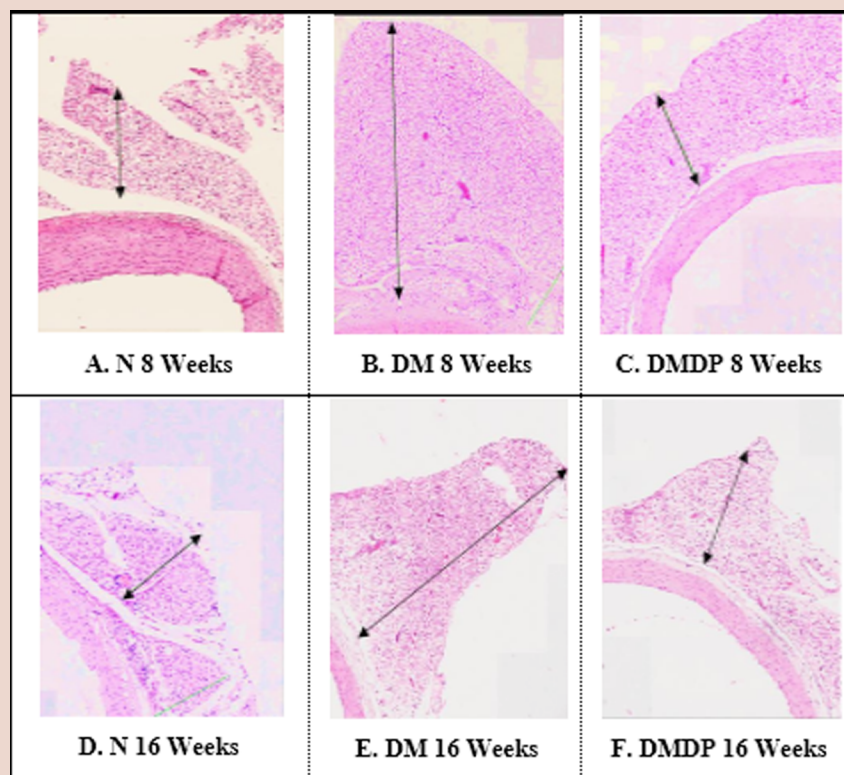 A. N 8 Weeks
B. DM 8 Weeks
C. DMDP 8 Weeks
D. N 16 Weeks
E. DM 16 Weeks
F. DMDP 16 Weeks